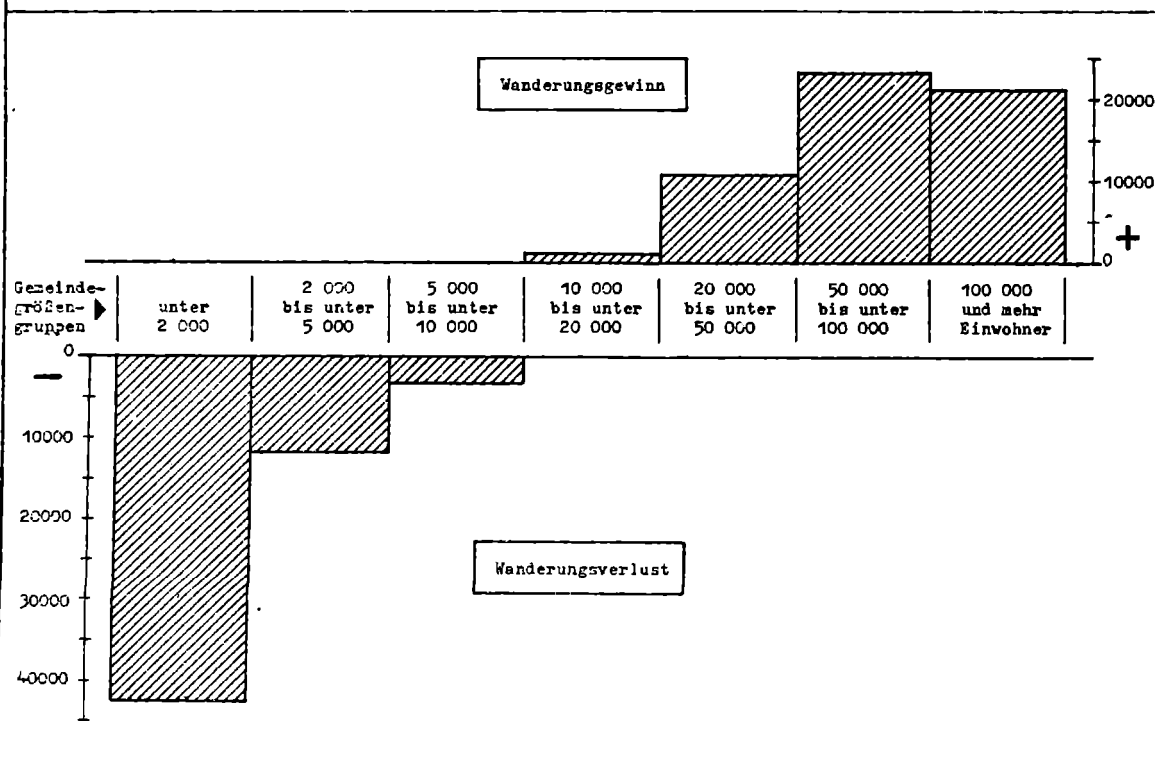 Wanderungsgewinn
20000
10000
+
0
Gemeinde-
größen-
gruppen
unter
2 000
2 000
bis unter
5 000
5 000
bis unter
10 000
10 000
bis unter
20 000
20 000
bis unter
50 000
50 000
bis unter
100 000
100 000
und mehr
Einwohner
0
—
10000
20000
30000
40000
Wanderungsverlust